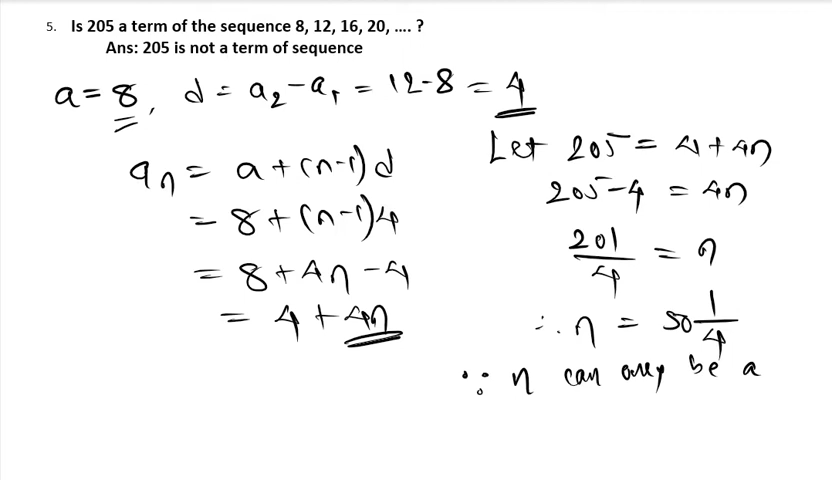 5. Is 205 a term of the sequence 8, 12, 16, 20, .... ?
Ans: 205 is not a term of sequence
a = 8, d = a₂ - a₁ = 12 - 8 = 4
aₙ = a + (n-1) d
= 8 + (n-1)4
= 8 + 4n - 4
= 4 + 4n
Let 205 = 4 + 4n
205 - 4 = 4n
201/4 = n
∴ n = 50 1/4
∵ n can only be a